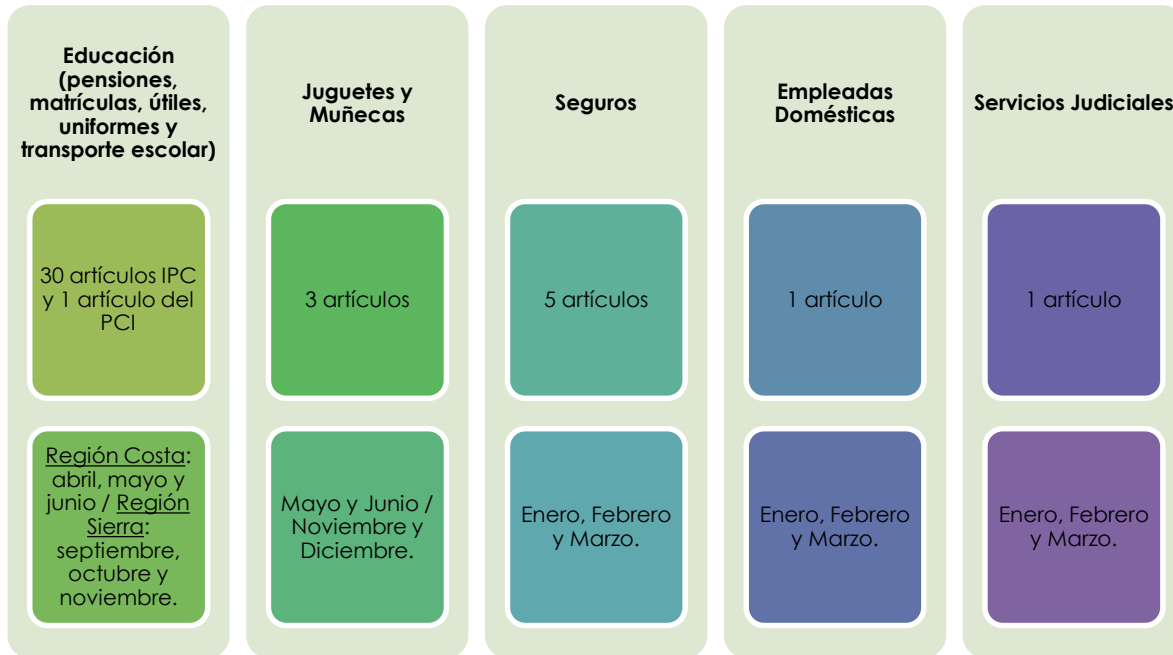 Educación
(pensiones,
matrículas, útiles,
uniformes y
transporte escolar)
30 artículos IPC
y 1 artículo del
PCI
Región Costa:
abril, mayo y
junio / Región
Sierra:
septiembre,
octubre y
noviembre.
Juguetes y
Muñecas
3 artículos
Mayo y Junio /
Noviembre y
Diciembre.
Seguros
5 artículos
Enero, Febrero
y Marzo.
Empleadas
Domésticas
1 artículo
Enero, Febrero
y Marzo.
Servicios Judiciales
1 artículo
Enero, Febrero
y Marzo.